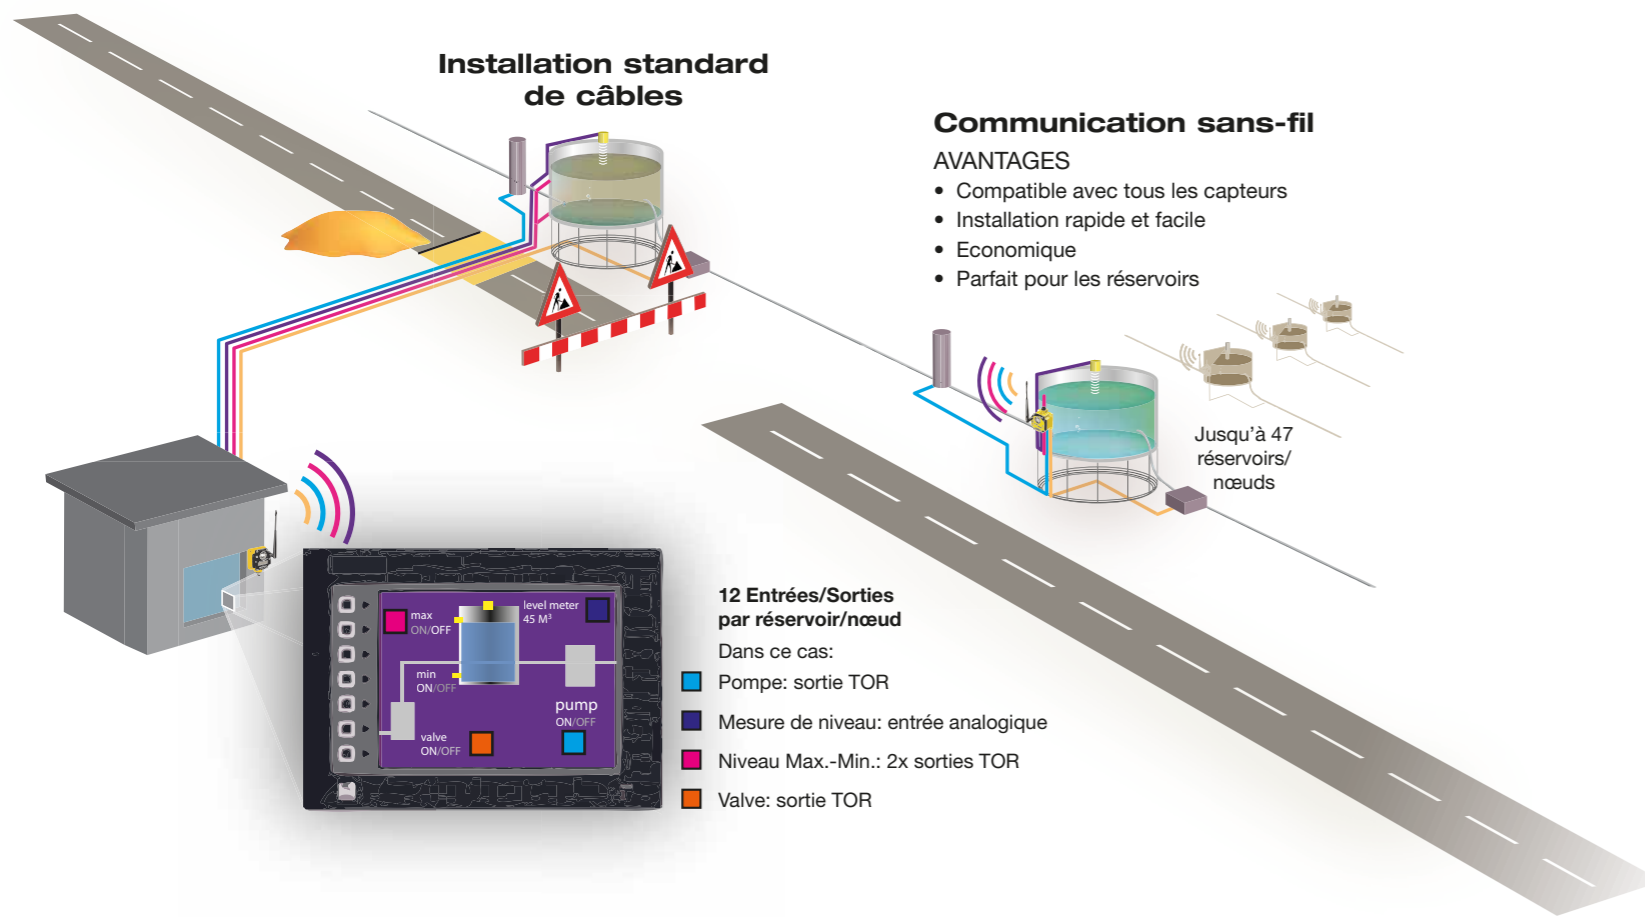 Installation standard
de câbles
Communication sans-fil
AVANTAGES
• Compatible avec tous les capteurs
• Installation rapide et facile
• Economique
• Parfait pour les réservoirs
Jusqu'à 47
réservoirs/
nœuds
max
ON/OFF
level meter
45 M³
min
ON/OFF
pump
ON/OFF
valve
ON/OFF
12 Entrées/Sorties
par réservoir/nœud
Dans ce cas:
Pompe: sortie TOR
Mesure de niveau: entrée analogique
Niveau Max.-Min.: 2x sorties TOR
Valve: sortie TOR